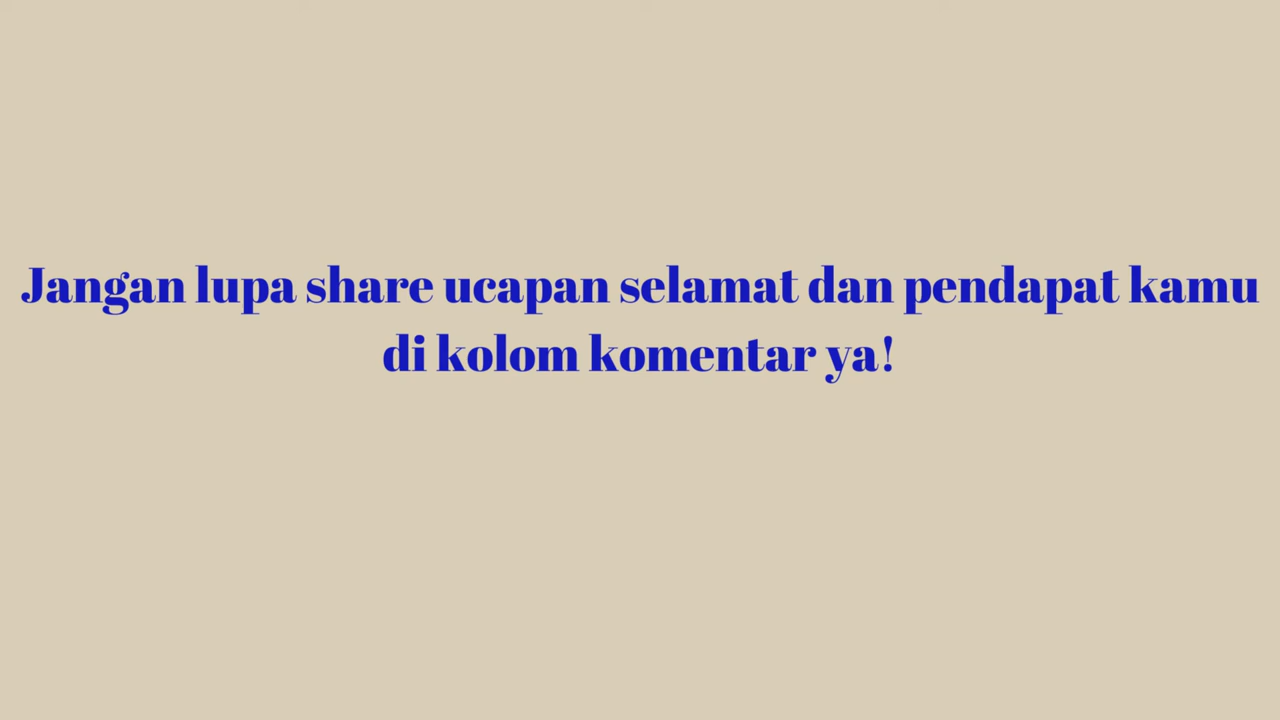 Jangan lupa share ucapan selamat dan pendapat kamu
di kolom komentar ya!